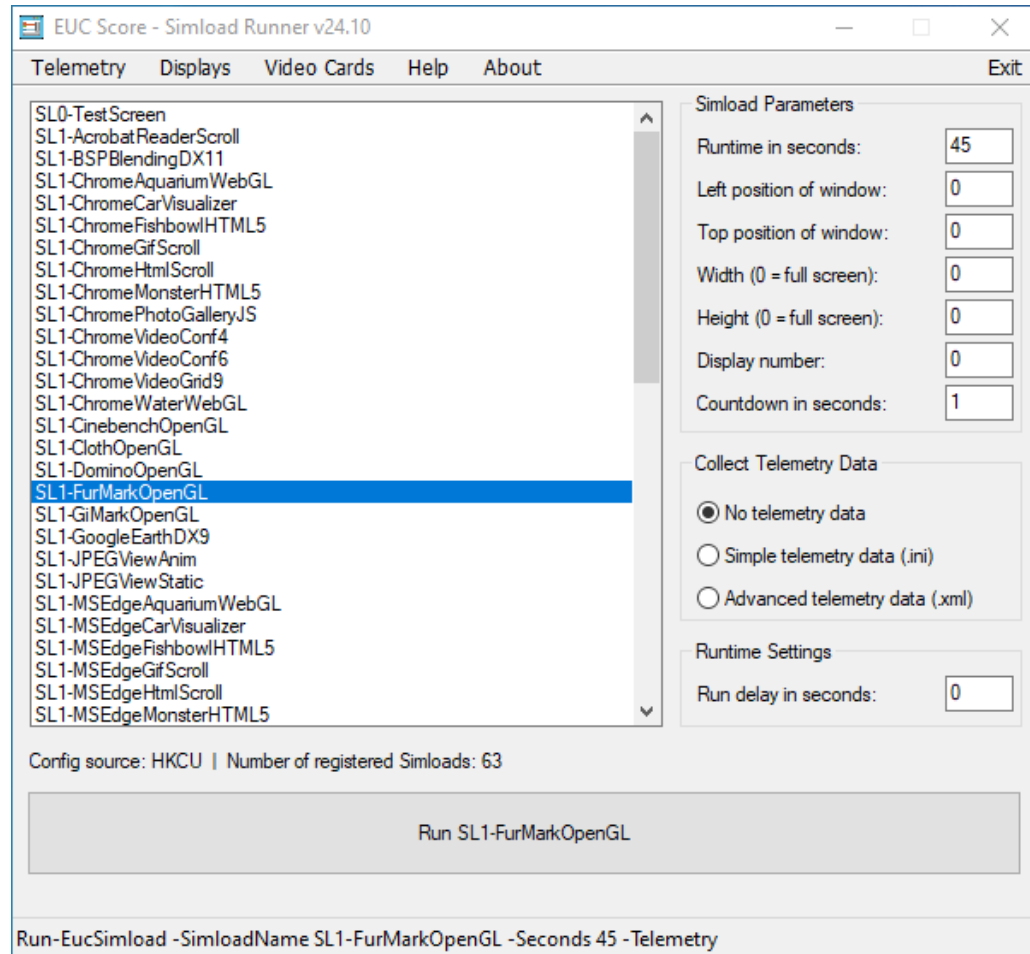 EUC Score - Simload Runner v24.10
Telemetry Displays Video Cards Help About Exit
SL0-TestScreen
SL1-AcrobatReaderScroll
SL1-BSPBlendingDX11
SL1-ChromeAquariumWebGL
SL1-ChromeCarVisualizer
SL1-ChromeFishbowlHTML5
SL1-ChromeGifScroll
SL1-ChromeHtmlScroll
SL1-ChromeMonsterHTML5
SL1-ChromePhotoGalleryJS
SL1-ChromeVideoConf4
SL1-ChromeVideoConf6
SL1-ChromeVideoGrid9
SL1-ChromeWaterWebGL
SL1-CinebenchOpenGL
SL1-ClothOpenGL
SL1-DominoOpenGL
SL1-FurMarkOpenGL
SL1-GiMarkOpenGL
SL1-GoogleEarthDX9
SL1-JPEGViewAnim
SL1-JPEGViewStatic
SL1-MSEdgeAquariumWebGL
SL1-MSEdgeCarVisualizer
SL1-MSEdgeFishbowlHTML5
SL1-MSEdgeGifScroll
SL1-MSEdgeHtmlScroll
SL1-MSEdgeMonsterHTML5
Simload Parameters
Runtime in seconds: 45
Left position of window: 0
Top position of window: 0
Width (0 = full screen): 0
Height (0 = full screen): 0
Display number: 0
Countdown in seconds: 1
Collect Telemetry Data
No telemetry data
Simple telemetry data (.ini)
Advanced telemetry data (.xml)
Runtime Settings
Run delay in seconds: 0
Config source: HKCU | Number of registered Simloads: 63
Run SL1-FurMarkOpenGL
Run-EucSimload -SimloadName SL1-FurMarkOpenGL -Seconds 45 -Telemetry